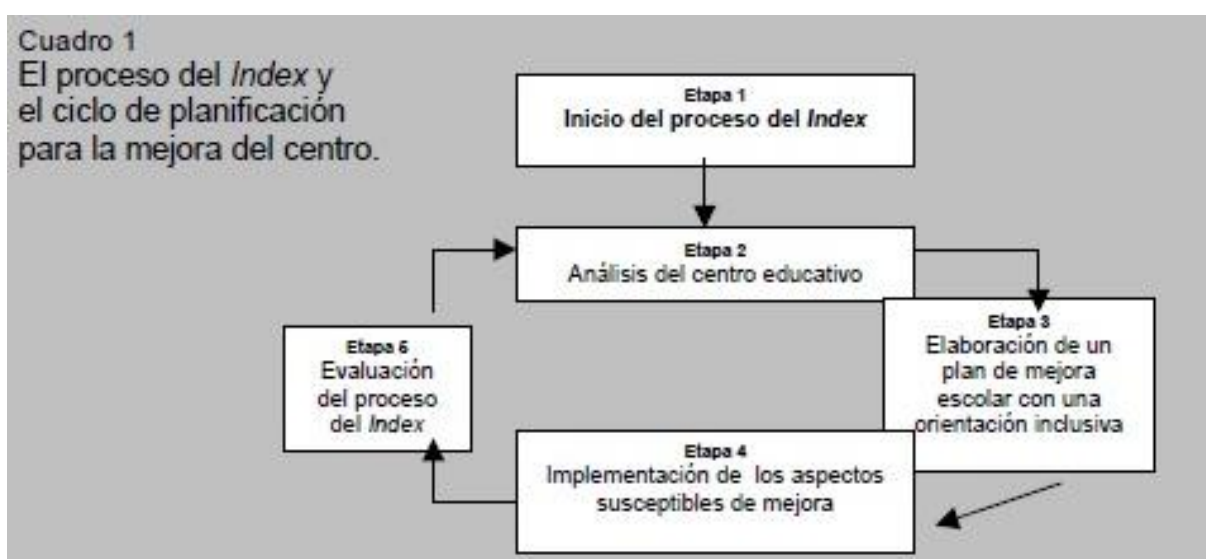 Cuadro 1
El proceso del Index y
el ciclo de planificación
para la mejora del centro.
Etapa 1
Inicio del proceso del Index
Etapa 2
Análisis del centro educativo
Etapa 3
Elaboración de un
plan de mejora
escolar con una
orientación inclusiva
Etapa 4
Implementación de los aspectos
susceptibles de mejora
Etapa 5
Evaluación
del proceso
del Index